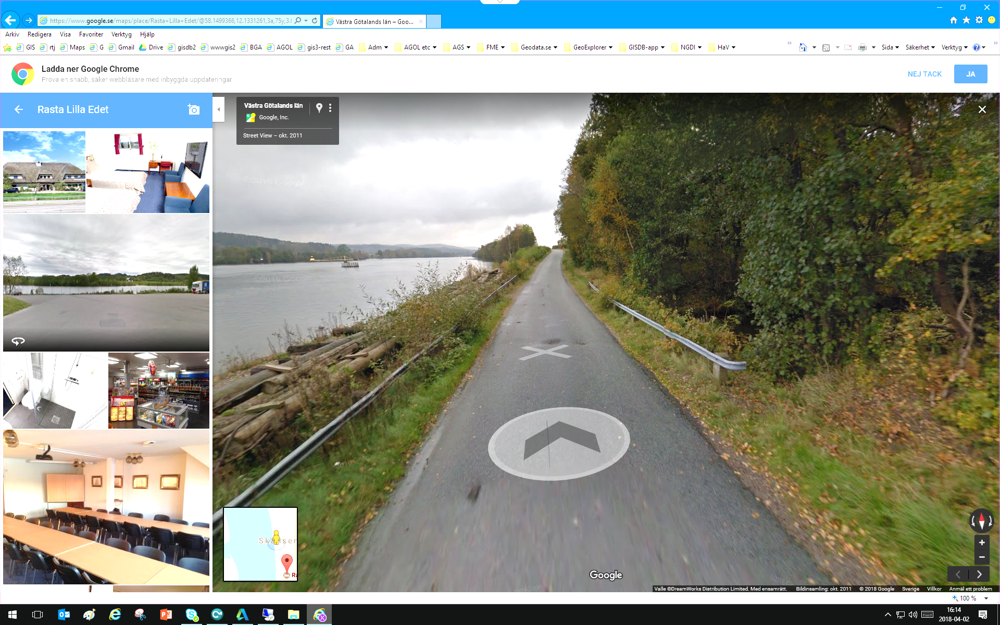 https://www.google.se/maps/place/Rasta+Lilla+Edet/@58.1499366,12.1331261,3a,75y,3.
Västra Götalands län – Goo...
Arkiv Redigera Visa Favoriter Verktyg Hjälp
GIS rtj Maps G Gmail Drive gisdb2 wwwgis2 BGA AGOL gis3-rest GA Adm AGOL etc AGS FME Geodata.se GeoExplorer GISDB-app NGDI HaV Sida Säkerhet Verktyg
Ladda ner Google Chrome
Prova en snabb, säker webbläsare med inbyggda uppdateringar
NEJ TACK JA
Rasta Lilla Edet
Västra Götalands län
Google, Inc.
Street View – okt. 2011
©2016 Google
©2016 Google
Google
Valle ©DreamWorks Distribution Limited. Med ensamrätt. Bildinsamling: okt. 2011 © 2018 Google Sverige Villkor Anmäl ett problem
100 %
16:14
2018-04-02